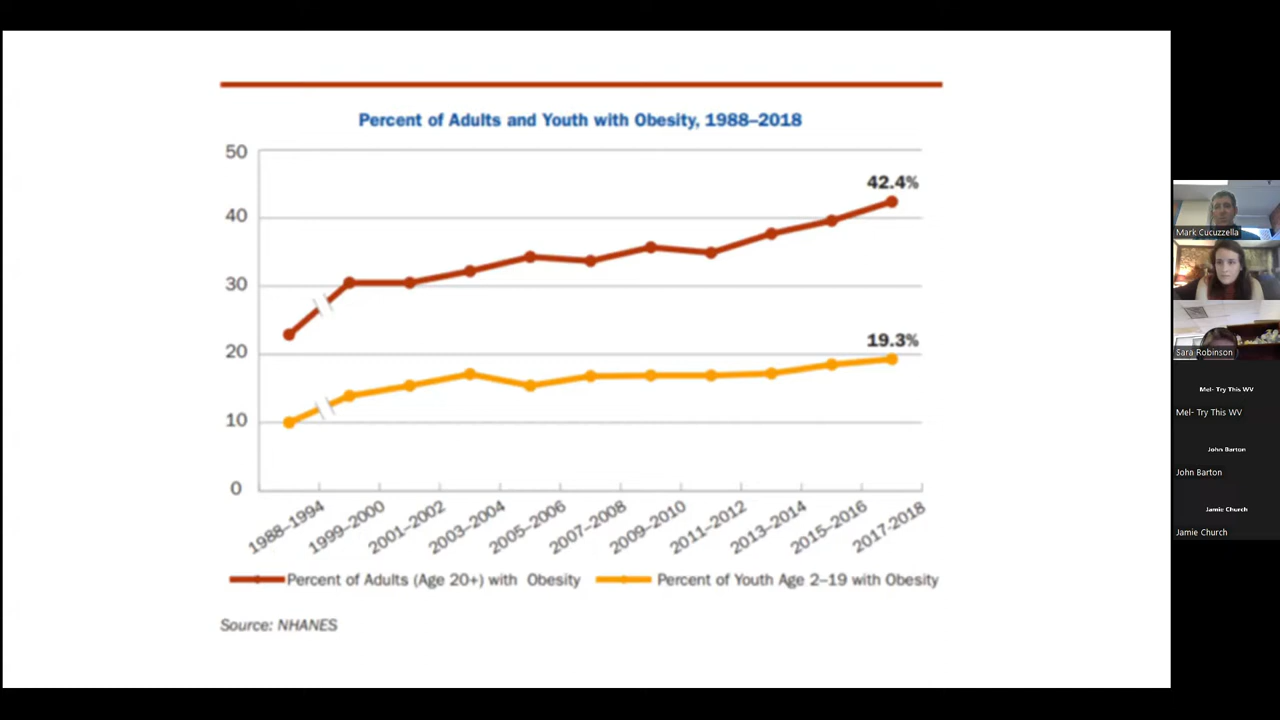 Percent of Adults and Youth with Obesity, 1988–2018
50
40
30
20
10
0
42.4%
19.3%
1988–1994
1999–2000
2001–2002
2003–2004
2005–2006
2007–2008
2009–2010
2011–2012
2013–2014
2015–2016
2017-2018
Percent of Adults (Age 20+) with Obesity
Percent of Youth Age 2–19 with Obesity
Source: NHANES
Mark Cucuzzella
Sara Robinson
Mel- Try This WV
Mel- Try This WV
John Barton
John Barton
Jamie Church
Jamie Church